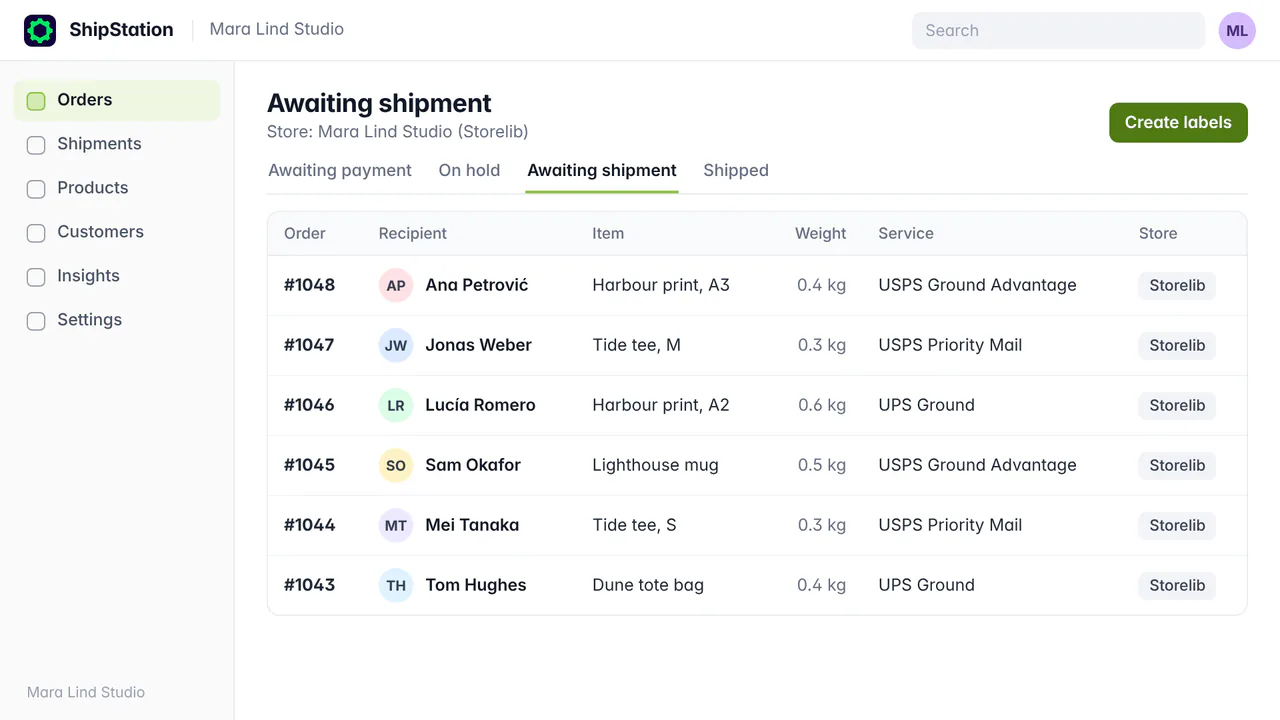 ShipStation
Mara Lind Studio
Search
ML
Orders
Shipments
Products
Customers
Insights
Settings
Mara Lind Studio
Awaiting shipment
Store: Mara Lind Studio (Storelib)
Create labels
Awaiting payment On hold Awaiting shipment Shipped
Order Recipient Item Weight Service Store
#1048 AP Ana Petrović Harbour print, A3 0.4 kg USPS Ground Advantage Storelib
#1047 JW Jonas Weber Tide tee, M 0.3 kg USPS Priority Mail Storelib
#1046 LR Lucía Romero Harbour print, A2 0.6 kg UPS Ground Storelib
#1045 SO Sam Okafor Lighthouse mug 0.5 kg USPS Ground Advantage Storelib
#1044 MT Mei Tanaka Tide tee, S 0.3 kg USPS Priority Mail Storelib
#1043 TH Tom Hughes Dune tote bag 0.4 kg UPS Ground Storelib